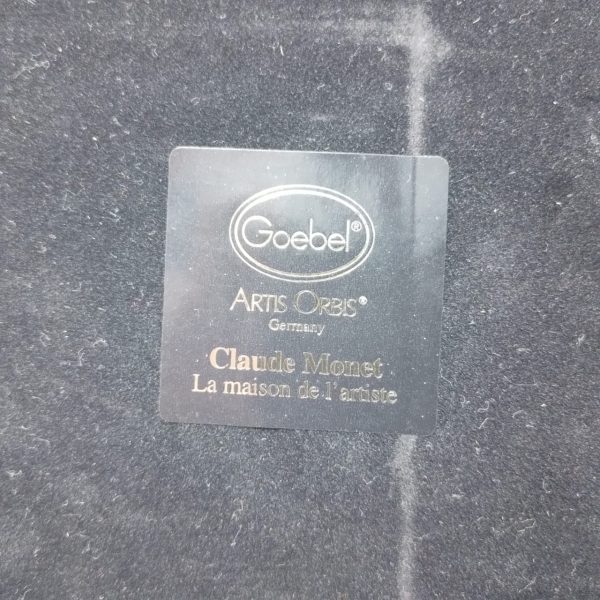 Goebel®
ARTIS ORBIS®
Germany
Claude Monet
La maison de l'artiste